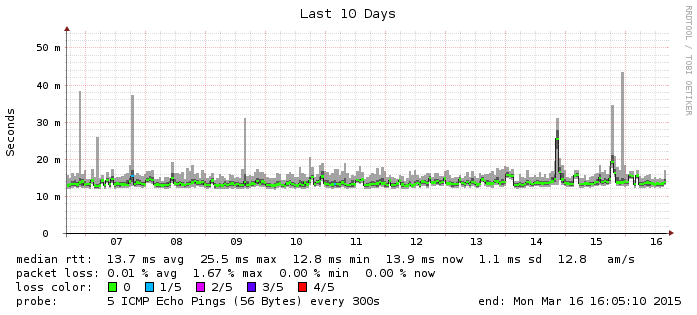 Last 10 Days
RRDTOOL / TOBI OETIKER
Seconds
50 m
40 m
30 m
20 m
10 m
0
07 08 09 10 11 12 13 14 15 16
median rtt: 13.7 ms avg 25.5 ms max 12.8 ms min 13.9 ms now 1.1 ms sd 12.8 am/s
packet loss: 0.01 % avg 1.67 % max 0.00 % min 0.00 % now
loss color: 0 1/5 2/5 3/5 4/5
probe: 5 ICMP Echo Pings (56 Bytes) every 300s end: Mon Mar 16 16:05:10 2015